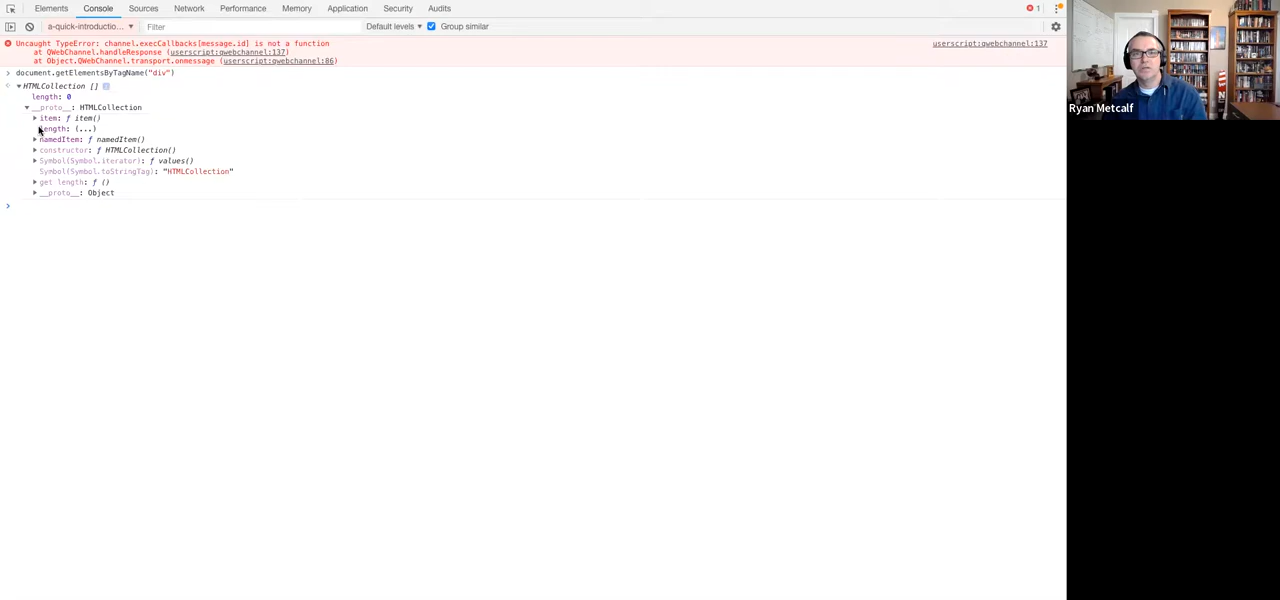 Elements Console Sources Network Performance Memory Application Security Audits 1
a-quick-introductio... ▼ Filter Default levels ▼ Group similar
Uncaught TypeError: channel.execCallbacks[message.id] is not a function userscript:qwebchannel:137
at QWebChannel.handleResponse (userscript:qwebchannel:137)
at Object.QWebChannel.transport.onmessage (userscript:qwebchannel:86)
> document.getElementsByTagName("div")
▼HTMLCollection []
length: 0
▼__proto__: HTMLCollection
▶item: ƒ item()
length: (...)
▶namedItem: ƒ namedItem()
▶constructor: ƒ HTMLCollection()
▶Symbol(Symbol.iterator): ƒ values()
Symbol(Symbol.toStringTag): "HTMLCollection"
▶get length: ƒ ()
▶__proto__: Object
>
Ryan Metcalf